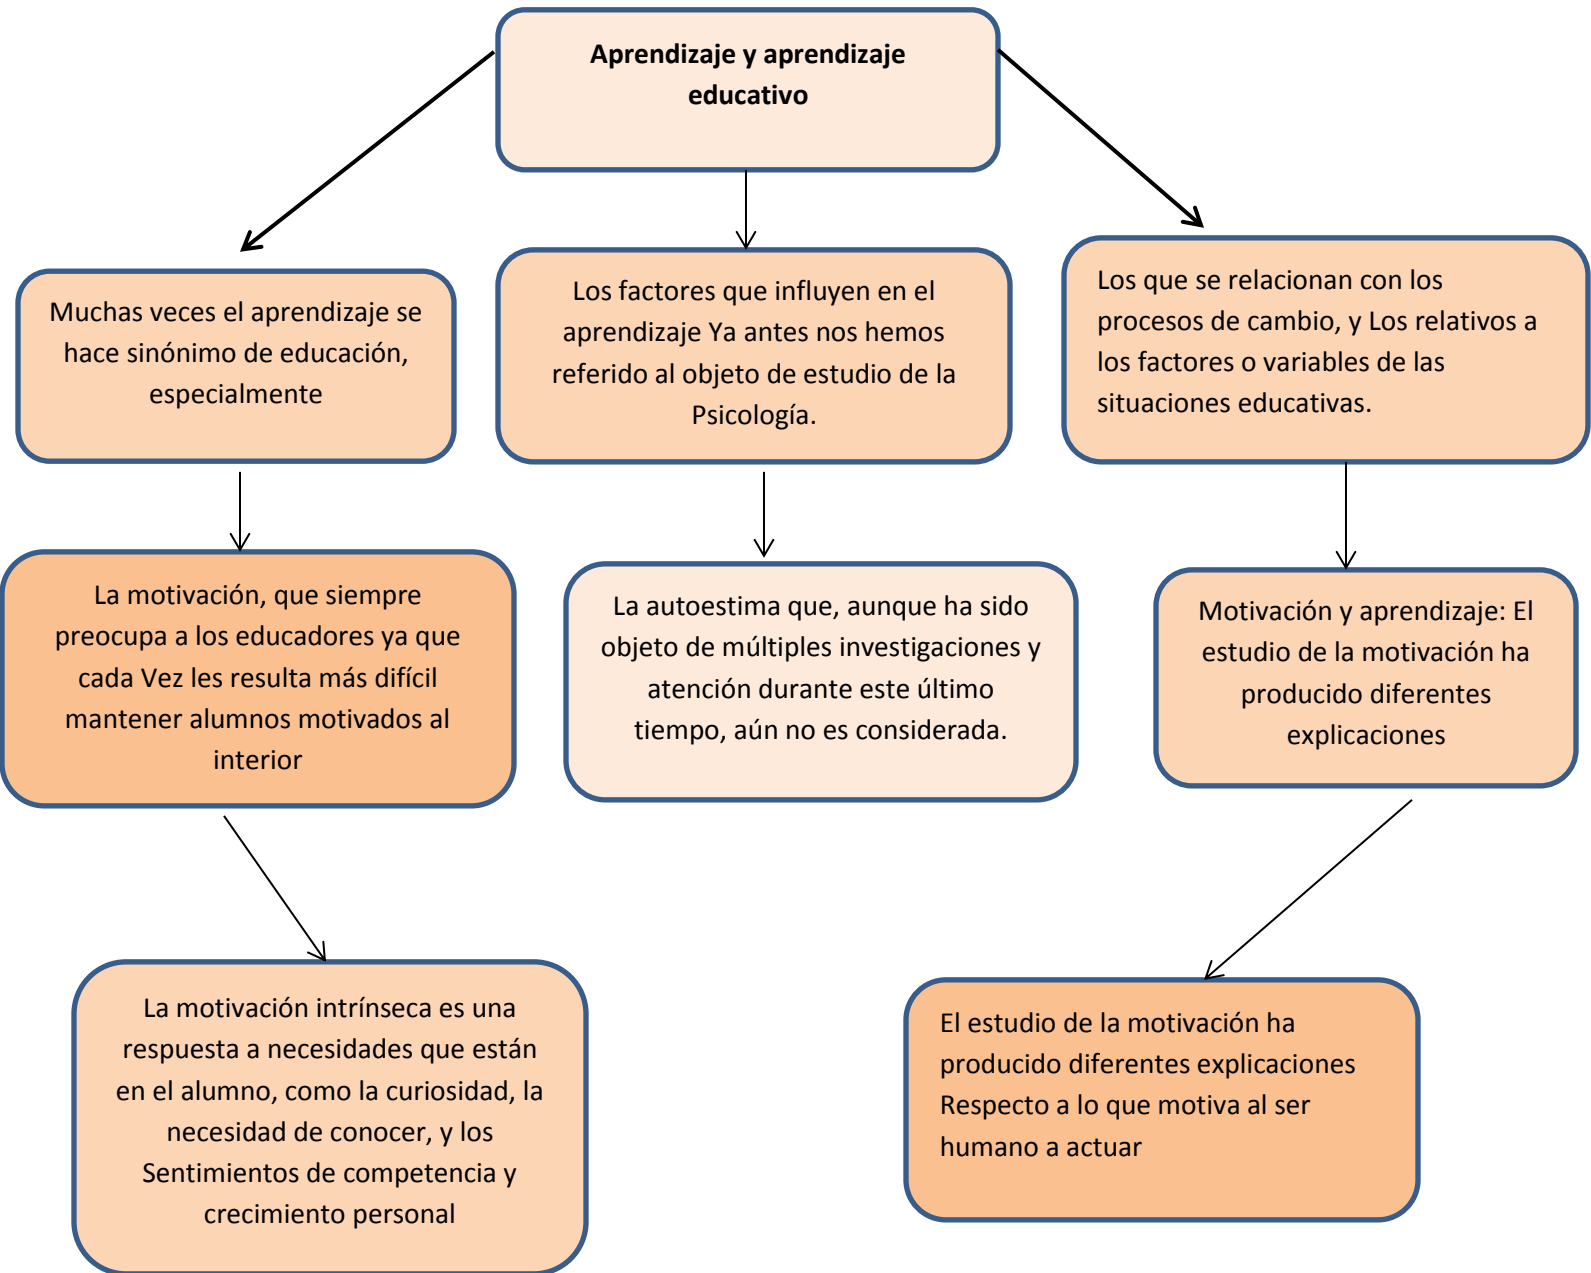 Aprendizaje y aprendizaje
educativo
Muchas veces el aprendizaje se
hace sinónimo de educación,
especialmente
Los factores que influyen en el
aprendizaje Ya antes nos hemos
referido al objeto de estudio de la
Psicología.
Los que se relacionan con los
procesos de cambio, y Los relativos a
los factores o variables de las
situaciones educativas.
La motivación, que siempre
preocupa a los educadores ya que
cada Vez les resulta más difícil
mantener alumnos motivados al
interior
La autoestima que, aunque ha sido
objeto de múltiples investigaciones y
atención durante este último
tiempo, aún no es considerada.
Motivación y aprendizaje: El
estudio de la motivación ha
producido diferentes
explicaciones
La motivación intrínseca es una
respuesta a necesidades que están
en el alumno, como la curiosidad, la
necesidad de conocer, y los
Sentimientos de competencia y
crecimiento personal
El estudio de la motivación ha
producido diferentes explicaciones
Respecto a lo que motiva al ser
humano a actuar